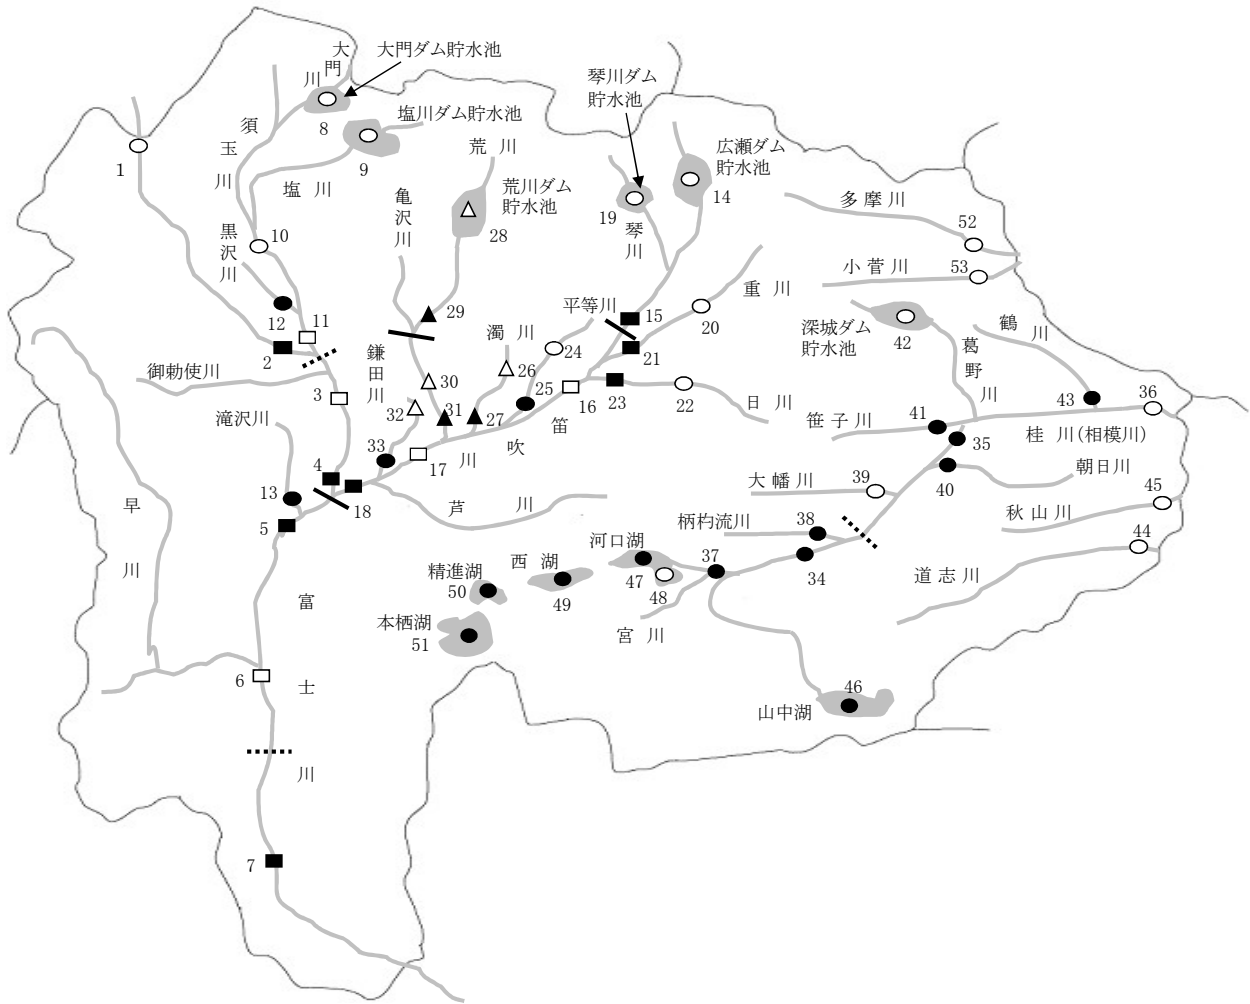 大門川
大門ダム貯水池
8
須玉川
塩川ダム貯水池
9
塩川
荒川
荒川ダム
貯水池
28
亀沢川
琴川ダム
貯水池
19
琴川
広瀬ダム
貯水池
14
多摩川
52
小菅川
53
1
10
黒沢川
12
11
2
御勅使川
3
29
鎌田川
30
濁川
24
26
25
27
31
32
33
平等川
15
重川
20
21
16
23
22
日川
笛吹川
17
18
滝沢川
4
13
5
芦川
深城ダム
貯水池
42
葛野川
鶴川
43
36
桂川(相模川)
笹子川
41
35
朝日川
40
大幡川
39
秋山川
45
44
道志川
柄杓流川
38
34
37
河口湖
47
48
西湖
49
精進湖
50
本栖湖
51
宮川
46
山中湖
早川
富士川
6
7